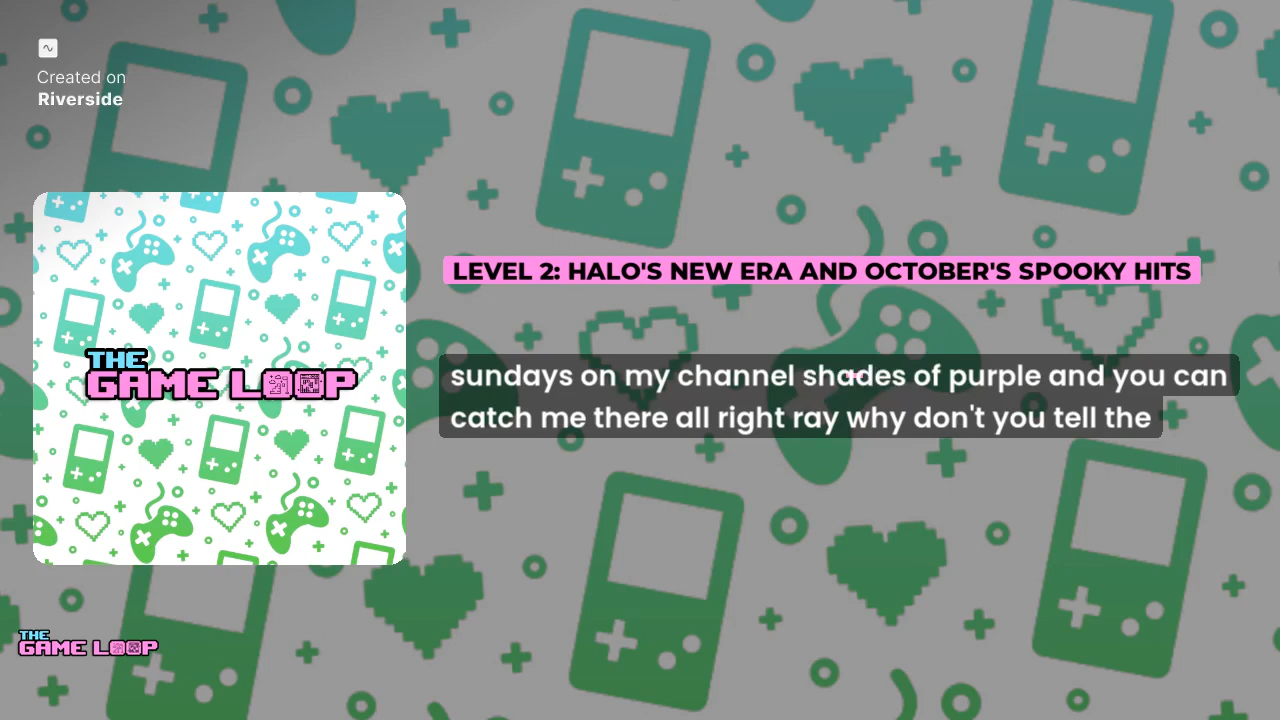 Created on
Riverside
THE
GAME LOOP
LEVEL 2: HALO'S NEW ERA AND OCTOBER'S SPOOKY HITS
sundays on my channel shades of purple and you can
catch me there all right ray why don't you tell the
THE
GAME LOOP